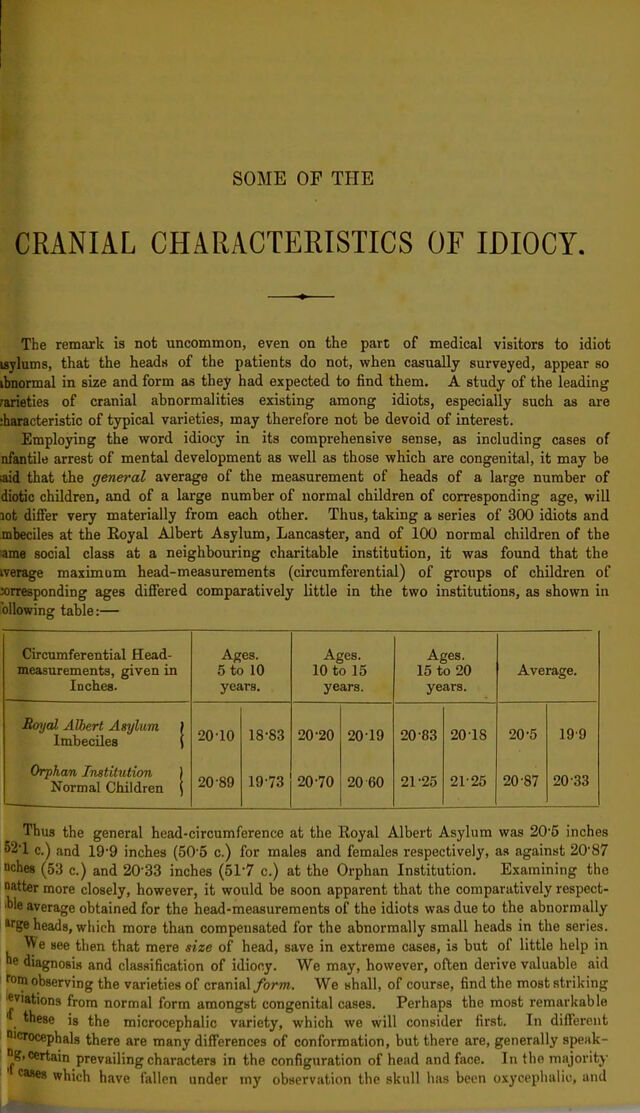 SOME OF THE
CRANIAL CHARACTERISTICS OF IDIOCY.
The remark is not uncommon, even on the part of medical visitors to idiot
sylums, that the heads of the patients do not, when casually surveyed, appear so
bnormal in size and form as they had expected to find them. A study of the leading
arieties of cranial abnormalities existing among idiots, especially such as are
haracteristic of typical varieties, may therefore not be devoid of interest.
Employing the word idiocy in its comprehensive sense, as including cases of
nfantile arrest of mental development as well as those which are congenital, it may be
aid that the general average of the measurement of heads of a large number of
diotic children, and of a large number of normal children of corresponding age, will
not differ very materially from each other. Thus, taking a series of 300 idiots and
mbeciles at the Royal Albert Asylum, Lancaster, and of 100 normal children of the
ame social class at a neighbouring charitable institution, it was found that the
verage maximum head-measurements (circumferential) of groups of children of
orresponding ages differed comparatively little in the two institutions, as shown in
ollowing table:—
Circumferential Head-
measurements, given in
Inches.
Ages.
5 to 10
years.
Ages.
10 to 15
years.
Ages.
15 to 20
years.
Average.
Royal Albert Asylum }
Imbeciles
20·10 18·83 20·20 20·19 20·83 20·18 20·5 19·9
Orphan Institution }
Normal Children
20·89 19·73 20·70 20·60 21·25 21·25 20·87 20·33
Thus the general head-circumference at the Royal Albert Asylum was 20·5 inches
52·1 c.) and 19·9 inches (50·5 c.) for males and females respectively, as against 20·87
nches (53 c.) and 20·33 inches (51·7 c.) at the Orphan Institution. Examining the
matter more closely, however, it would be soon apparent that the comparatively respect-
ble average obtained for the head-measurements of the idiots was due to the abnormally
arge heads, which more than compensated for the abnormally small heads in the series.
We see then that mere size of head, save in extreme cases, is but of little help in
he diagnosis and classification of idiocy. We may, however, often derive valuable aid
rom observing the varieties of cranial form. We shall, of course, find the most striking
eviations from normal form amongst congenital cases. Perhaps the most remarkable
f these is the microcephalic variety, which we will consider first. In different
microcephals there are many differences of conformation, but there are, generally speak-
ng, certain prevailing characters in the configuration of head and face. In the majority
f cases which have fallen under my observation the skull has been oxycephalic, and